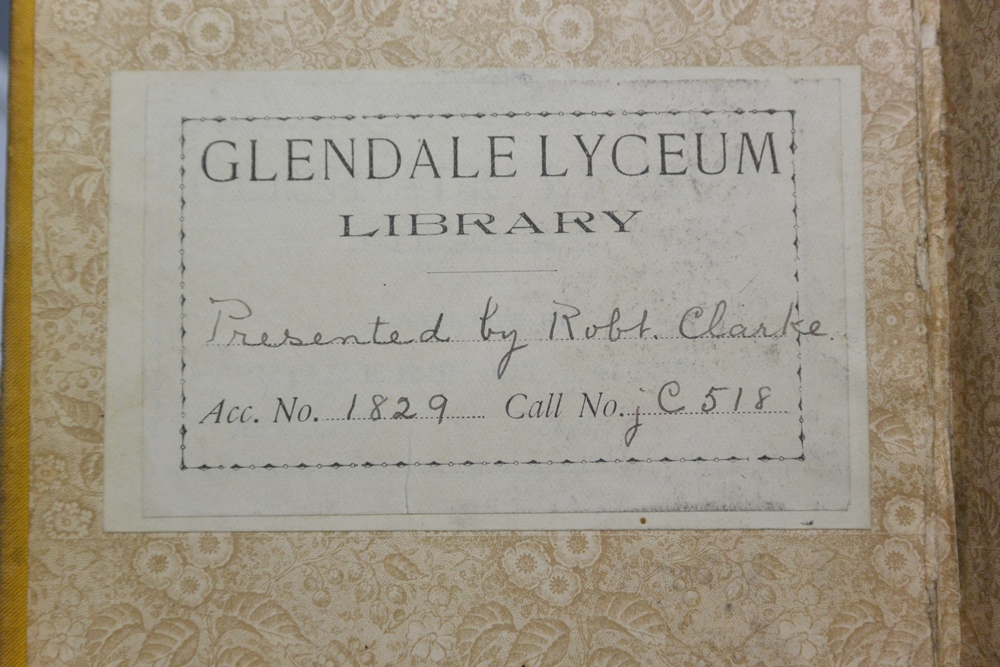 GLENDALE LYCEUM
LIBRARY
Presented by Robt. Clarke.
Acc. No. 1829 Call No. j C 518